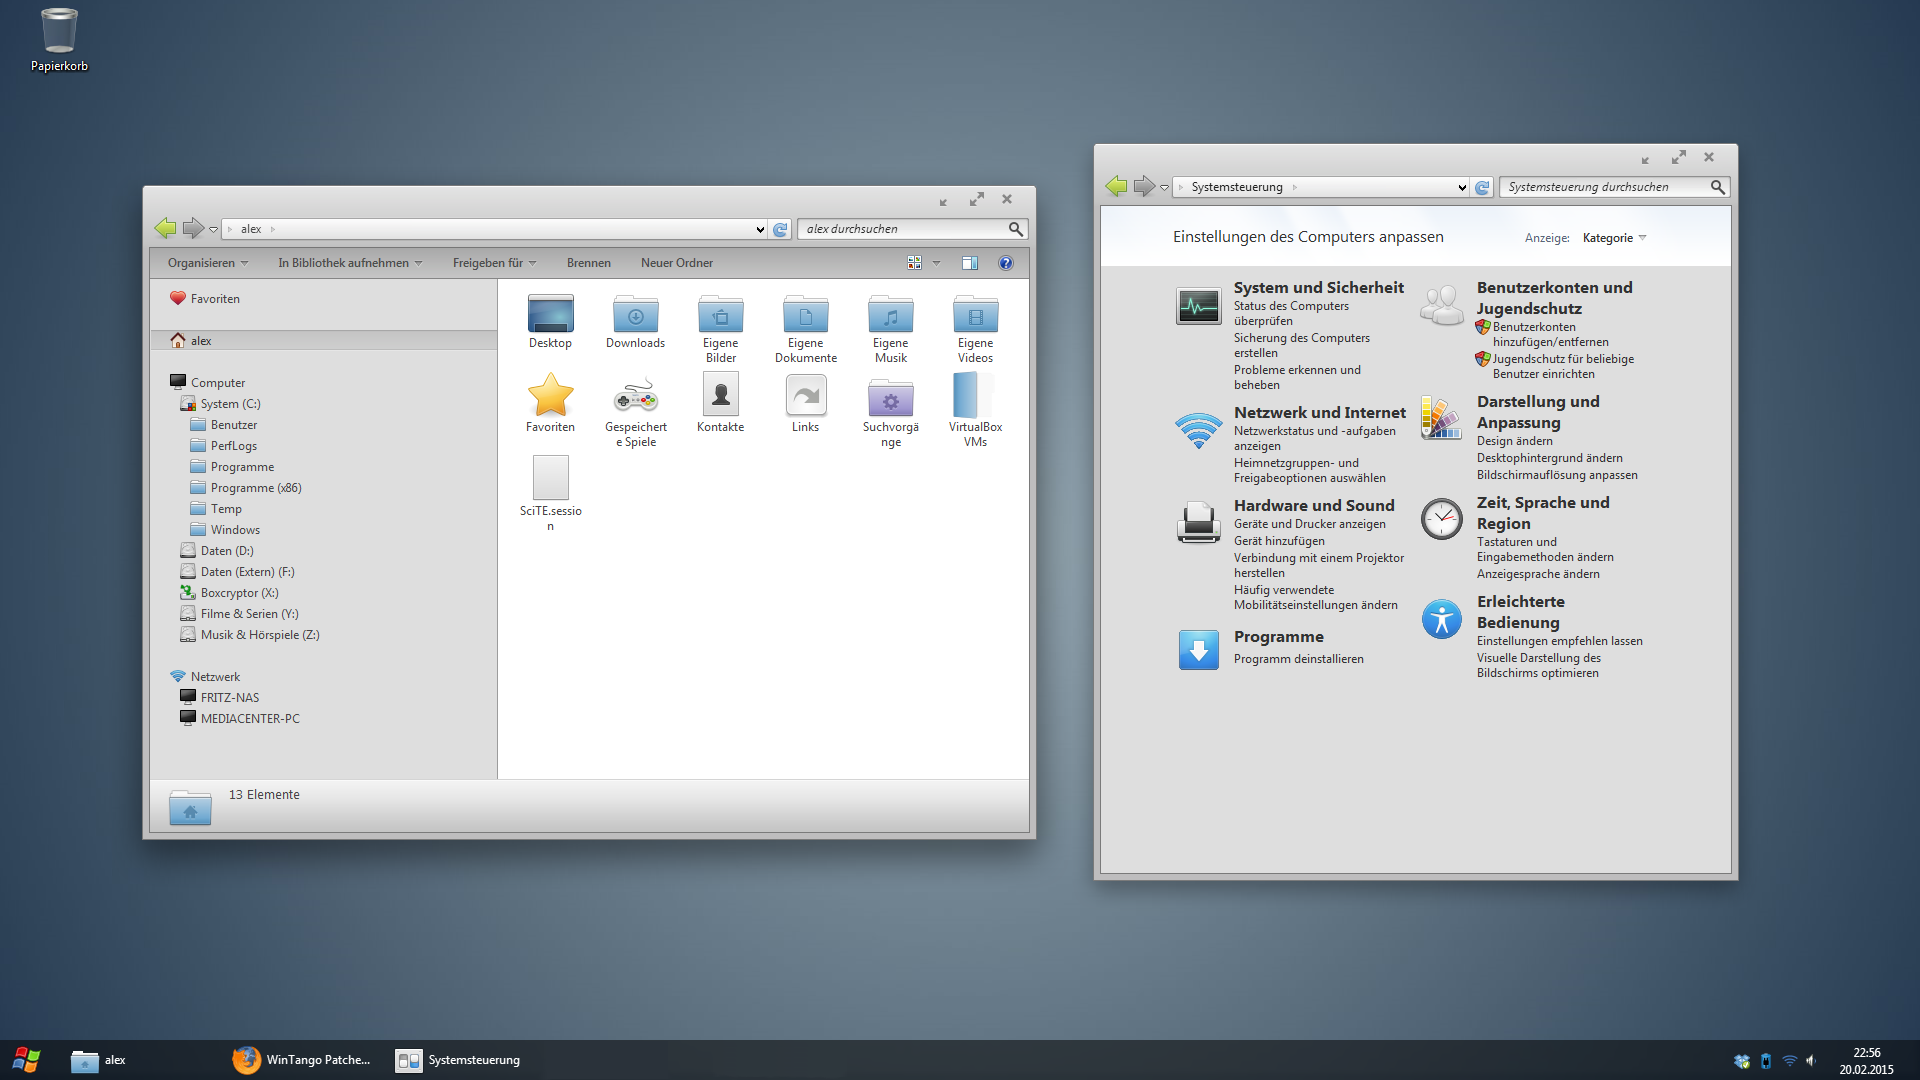 Papierkorb
alex
alex durchsuchen
Organisieren
In Bibliothek aufnehmen
Freigeben für
Brennen
Neuer Ordner
Favoriten
alex
Computer
System (C:)
Benutzer
PerfLogs
Programme
Programme (x86)
Temp
Windows
Daten (D:)
Daten (Extern) (F:)
Boxcryptor (X:)
Filme & Serien (Y:)
Musik & Hörspiele (Z:)
Netzwerk
FRITZ-NAS
MEDIACENTER-PC
Desktop
Downloads
Eigene
Bilder
Eigene
Dokumente
Eigene
Musik
Eigene
Videos
Favoriten
Gespeichert
e Spiele
Kontakte
Links
Suchvorgä
nge
VirtualBox
VMs
SciTE.sessio
n
13 Elemente
Systemsteuerung
Systemsteuerung durchsuchen
Einstellungen des Computers anpassen
Anzeige: Kategorie
System und Sicherheit
Status des Computers
überprüfen
Sicherung des Computers
erstellen
Probleme erkennen und
beheben
Netzwerk und Internet
Netzwerkstatus und -aufgaben
anzeigen
Heimnetzgruppen- und
Freigabeoptionen auswählen
Hardware und Sound
Geräte und Drucker anzeigen
Gerät hinzufügen
Verbindung mit einem Projektor
herstellen
Häufig verwendete
Mobilitätseinstellungen ändern
Programme
Programm deinstallieren
Benutzerkonten und
Jugendschutz
Benutzerkonten
hinzufügen/entfernen
Jugendschutz für beliebige
Benutzer einrichten
Darstellung und
Anpassung
Design ändern
Desktophintergrund ändern
Bildschirmauflösung anpassen
Zeit, Sprache und
Region
Tastaturen und
Eingabemethoden ändern
Anzeigesprache ändern
Erleichterte
Bedienung
Einstellungen empfehlen lassen
Visuelle Darstellung des
Bildschirms optimieren
alex
WinTango Patche...
Systemsteuerung
22:56
20.02.2015